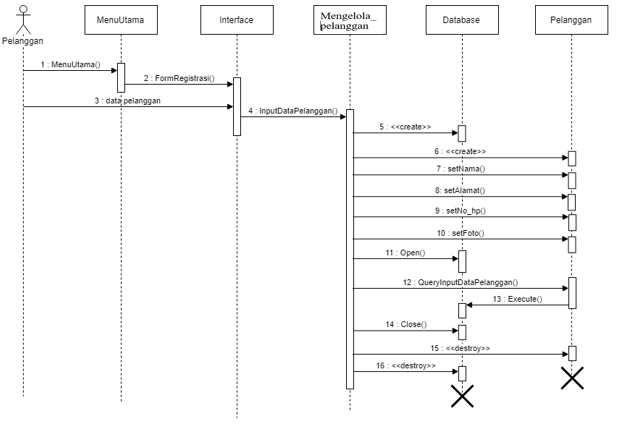 Pelanggan
MenuUtama
Interface
Mengelola_
pelanggan
Database
Pelanggan
1 : MenuUtama()
2 : FormRegistrasi()
3 : data pelanggan
4 : InputDataPelanggan()
5 : <<create>>
6 : <<create>>
7 : setNama()
8: setAlamat()
9 : setNo_hp()
10 : setFoto()
11 : Open()
12 : QueryInputDataPelanggan()
13 : Execute()
14 : Close()
15 : <<destroy>>
16 : <<destroy>>